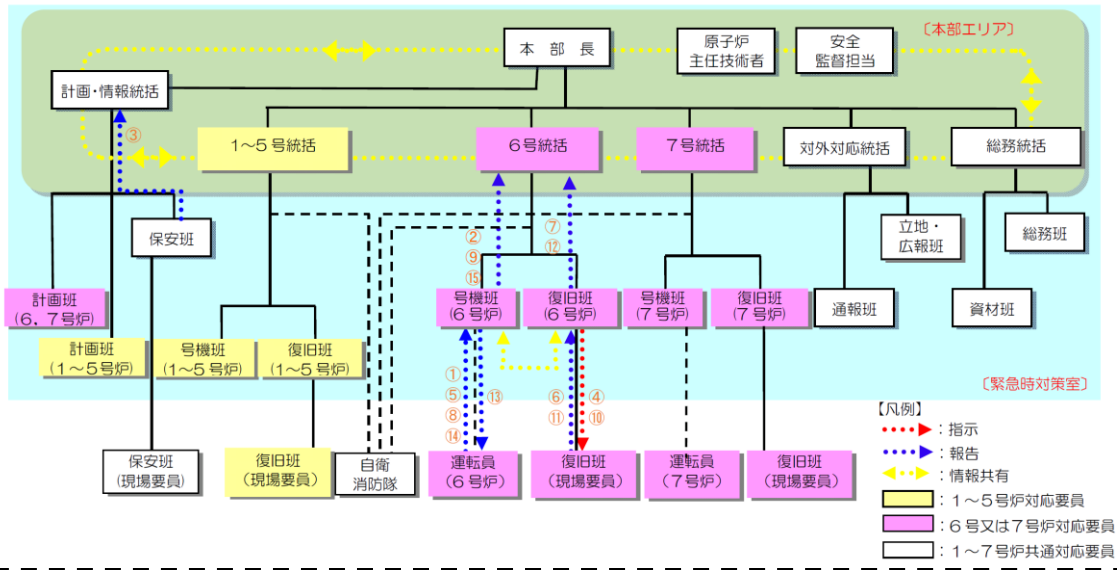 〔本部エリア〕
本部長
原子炉
主任技術者
安全
監督担当
計画・情報統括
③
1～5号統括
6号統括
7号統括
対外対応統括
総務統括
保安班
②
⑨
⑮
⑦
⑫
立地・
広報班
総務班
計画班
(6,7号炉)
計画班
(1～5号炉)
号機班
(1～5号炉)
復旧班
(1～5号炉)
号機班
(6号炉)
復旧班
(6号炉)
号機班
(7号炉)
復旧班
(7号炉)
通報班
資材班
〔緊急時対策室〕
①
⑤
⑧
⑭
⑬
⑥
⑪
④
⑩
保安班
(現場要員)
復旧班
(現場要員)
自衛
消防隊
運転員
(6号炉)
復旧班
(現場要員)
運転員
(7号炉)
復旧班
(現場要員)
【凡例】
：指示
：報告
：情報共有
：1～5号炉対応要員
：6号又は7号炉対応要員
：1～7号炉共通対応要員